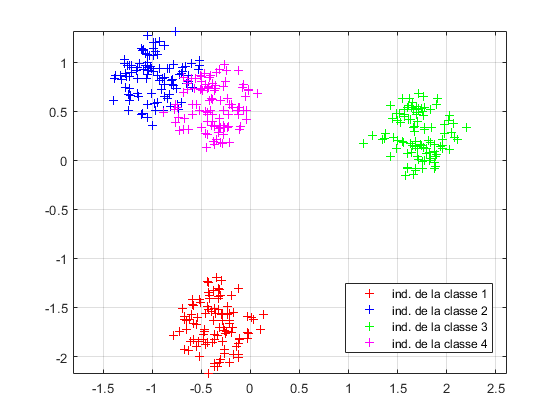 1
0.5
0
-0.5
-1
-1.5
-2
-1.5 -1 -0.5 0 0.5 1 1.5 2 2.5
ind. de la classe 1
ind. de la classe 2
ind. de la classe 3
ind. de la classe 4